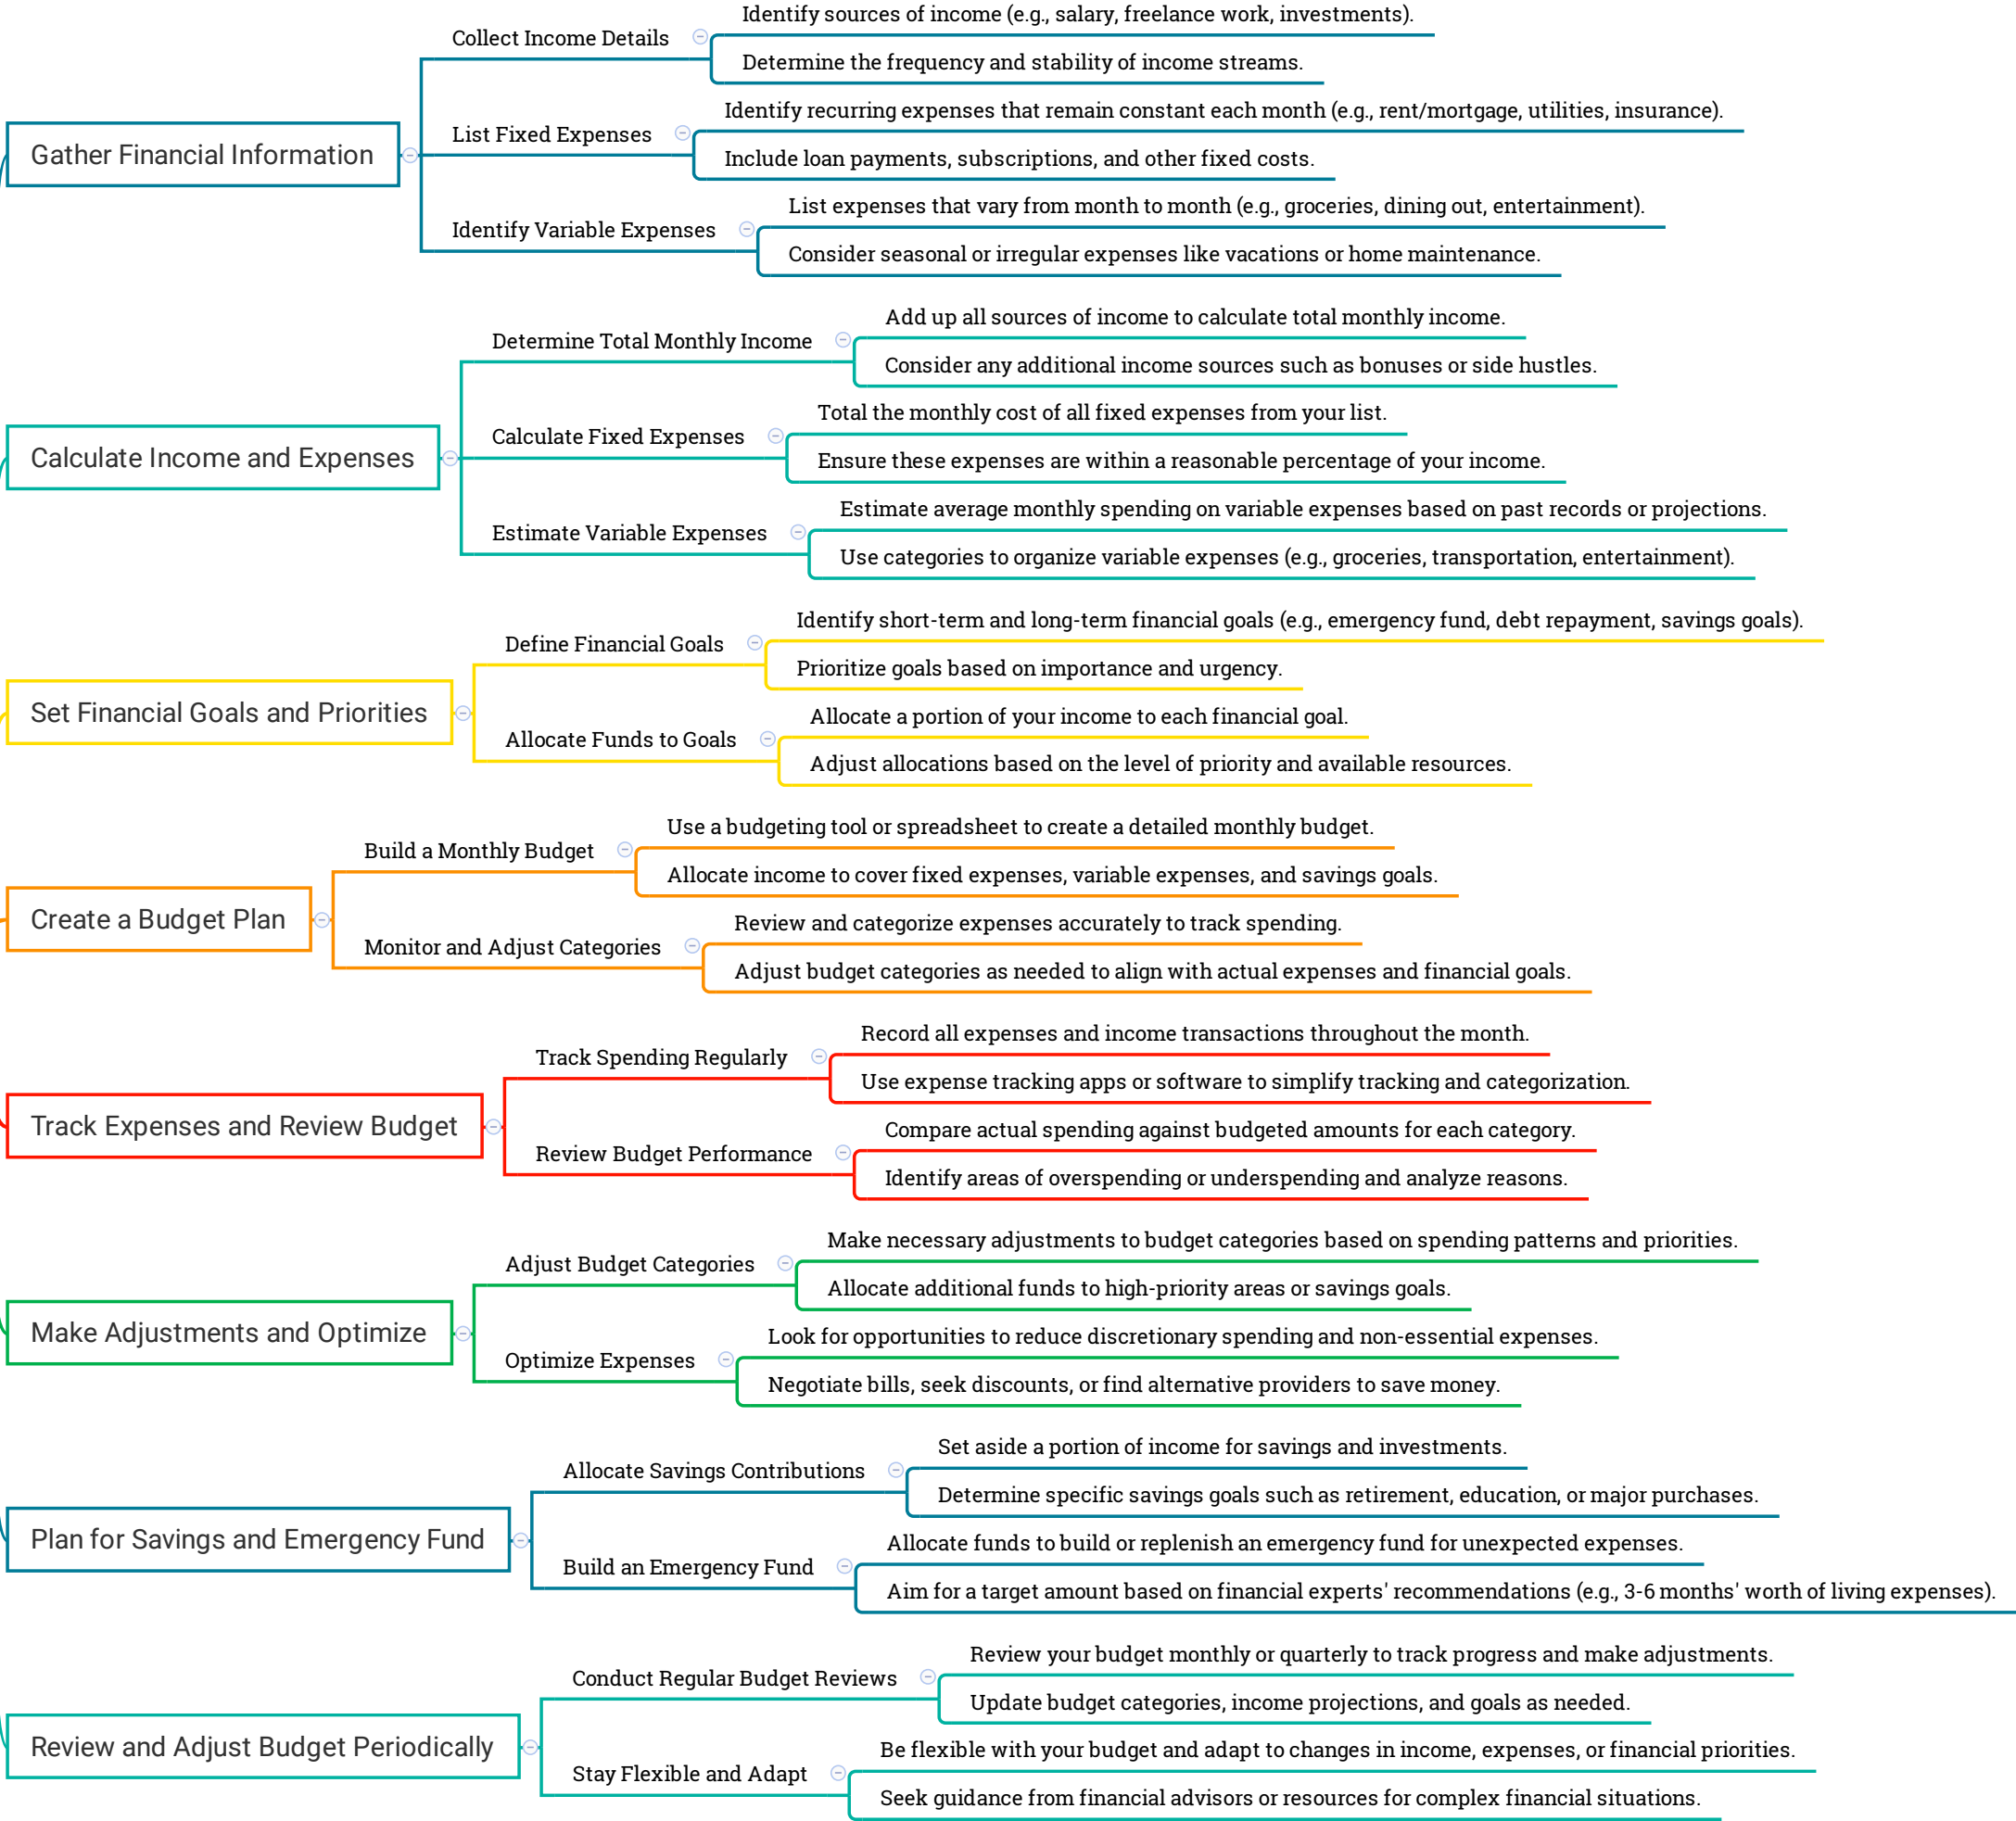 Gather Financial Information
Collect Income Details
Identify sources of income (e.g., salary, freelance work, investments).
Determine the frequency and stability of income streams.
List Fixed Expenses
Identify recurring expenses that remain constant each month (e.g., rent/mortgage, utilities, insurance).
Include loan payments, subscriptions, and other fixed costs.
Identify Variable Expenses
List expenses that vary from month to month (e.g., groceries, dining out, entertainment).
Consider seasonal or irregular expenses like vacations or home maintenance.
Calculate Income and Expenses
Determine Total Monthly Income
Add up all sources of income to calculate total monthly income.
Consider any additional income sources such as bonuses or side hustles.
Calculate Fixed Expenses
Total the monthly cost of all fixed expenses from your list.
Ensure these expenses are within a reasonable percentage of your income.
Estimate Variable Expenses
Estimate average monthly spending on variable expenses based on past records or projections.
Use categories to organize variable expenses (e.g., groceries, transportation, entertainment).
Set Financial Goals and Priorities
Define Financial Goals
Identify short-term and long-term financial goals (e.g., emergency fund, debt repayment, savings goals).
Prioritize goals based on importance and urgency.
Allocate Funds to Goals
Allocate a portion of your income to each financial goal.
Adjust allocations based on the level of priority and available resources.
Create a Budget Plan
Build a Monthly Budget
Use a budgeting tool or spreadsheet to create a detailed monthly budget.
Allocate income to cover fixed expenses, variable expenses, and savings goals.
Monitor and Adjust Categories
Review and categorize expenses accurately to track spending.
Adjust budget categories as needed to align with actual expenses and financial goals.
Track Expenses and Review Budget
Track Spending Regularly
Record all expenses and income transactions throughout the month.
Use expense tracking apps or software to simplify tracking and categorization.
Review Budget Performance
Compare actual spending against budgeted amounts for each category.
Identify areas of overspending or underspending and analyze reasons.
Make Adjustments and Optimize
Adjust Budget Categories
Make necessary adjustments to budget categories based on spending patterns and priorities.
Allocate additional funds to high-priority areas or savings goals.
Optimize Expenses
Look for opportunities to reduce discretionary spending and non-essential expenses.
Negotiate bills, seek discounts, or find alternative providers to save money.
Plan for Savings and Emergency Fund
Allocate Savings Contributions
Set aside a portion of income for savings and investments.
Determine specific savings goals such as retirement, education, or major purchases.
Build an Emergency Fund
Allocate funds to build or replenish an emergency fund for unexpected expenses.
Aim for a target amount based on financial experts' recommendations (e.g., 3-6 months' worth of living expenses).
Review and Adjust Budget Periodically
Conduct Regular Budget Reviews
Review your budget monthly or quarterly to track progress and make adjustments.
Update budget categories, income projections, and goals as needed.
Stay Flexible and Adapt
Be flexible with your budget and adapt to changes in income, expenses, or financial priorities.
Seek guidance from financial advisors or resources for complex financial situations.